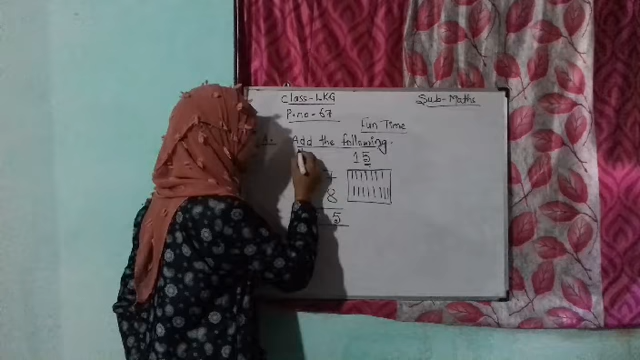 Class-LKG
Sub-Maths
P.no-67
Fun Time
Add the following.
15
8
5